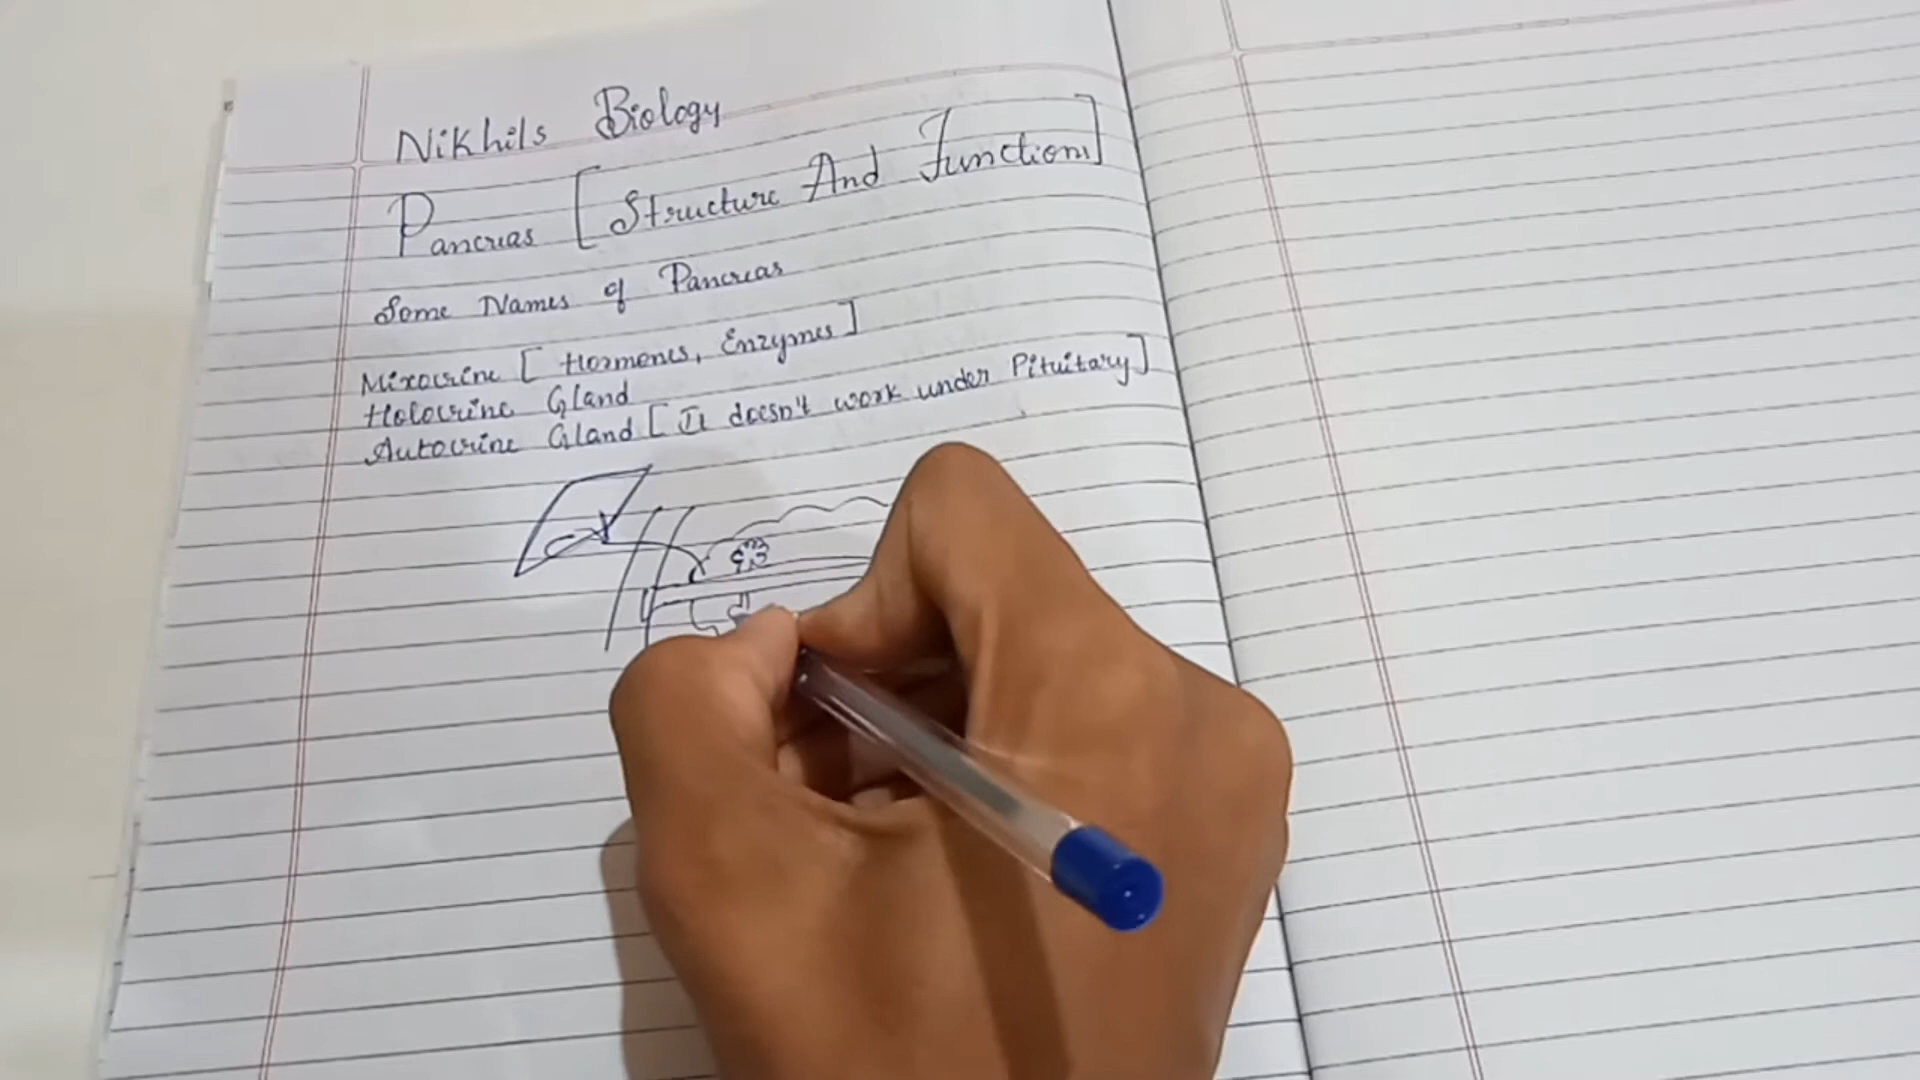 Nikhils Biology
Pancreas [Structure And Functions]
Some Names of Pancreas
Mixocrine [Hormones, Enzymes]
Holocrine Gland
Autocrine Gland [It doesn't work under Pituitary]